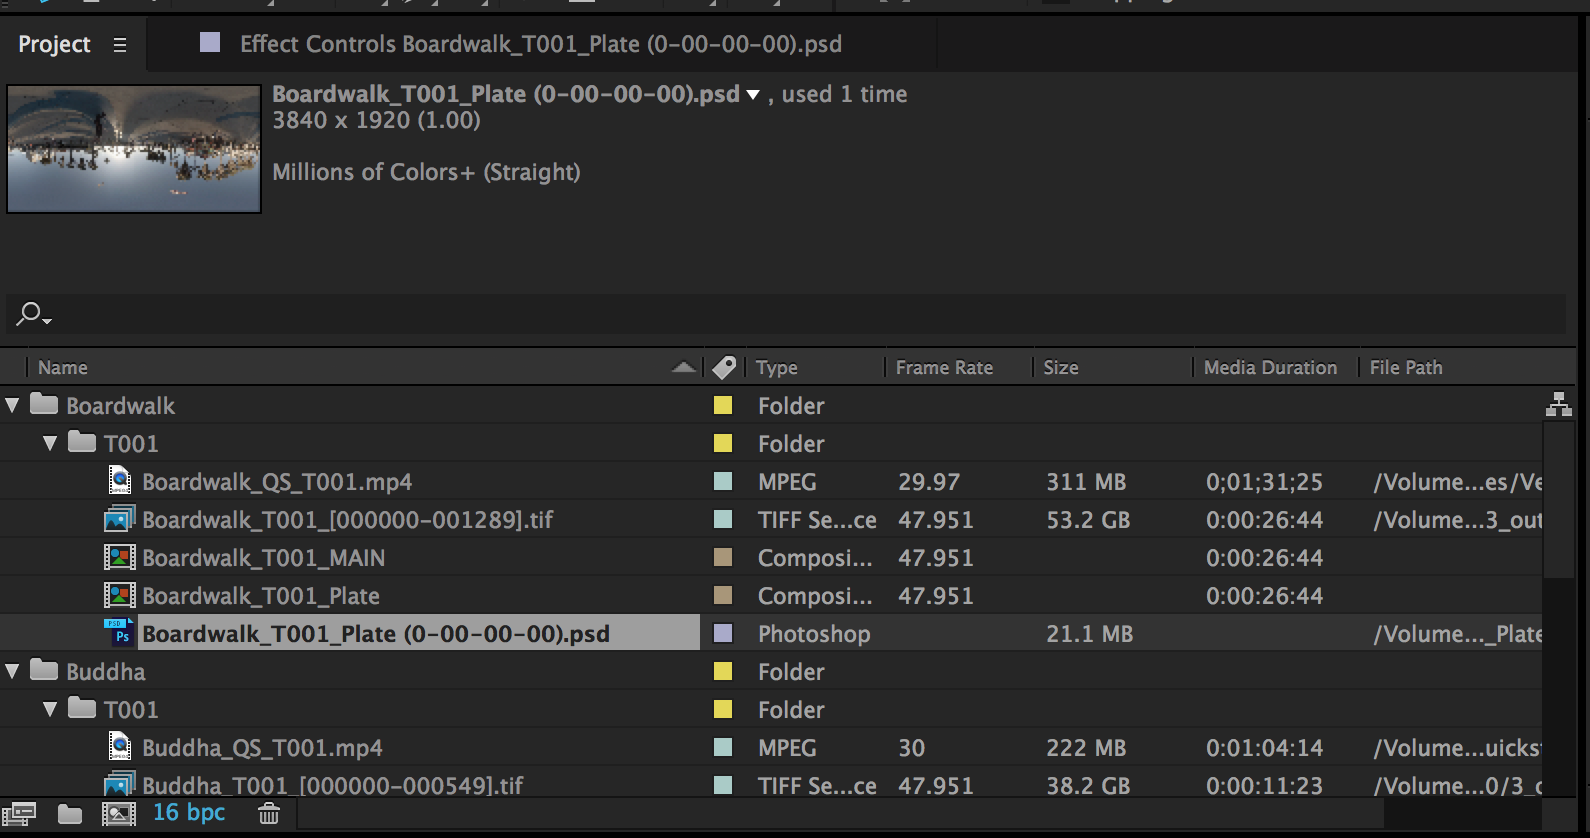 Project Effect Controls Boardwalk_T001_Plate (0-00-00-00).psd
Boardwalk_T001_Plate (0-00-00-00).psd , used 1 time
3840 x 1920 (1.00)
Millions of Colors+ (Straight)
Name Type Frame Rate Size Media Duration File Path
Boardwalk Folder
T001 Folder
Boardwalk_QS_T001.mp4 MPEG 29.97 311 MB 0;01;31;25 /Volume...es/Ve
Boardwalk_T001_[000000-001289].tif TIFF Se...ce 47.951 53.2 GB 0:00:26:44 /Volume...3_out
Boardwalk_T001_MAIN Composi... 47.951 0:00:26:44
Boardwalk_T001_Plate Composi... 47.951 0:00:26:44
PSD Ps Boardwalk_T001_Plate (0-00-00-00).psd Photoshop 21.1 MB /Volume..._Plate
Buddha Folder
T001 Folder
Buddha_QS_T001.mp4 MPEG 30 222 MB 0:01:04:14 /Volume...uickst
Buddha_T001_[000000-000549].tif TIFF Se...ce 47.951 38.2 GB 0:00:11:23 /Volume...0/3_o
16 bpc